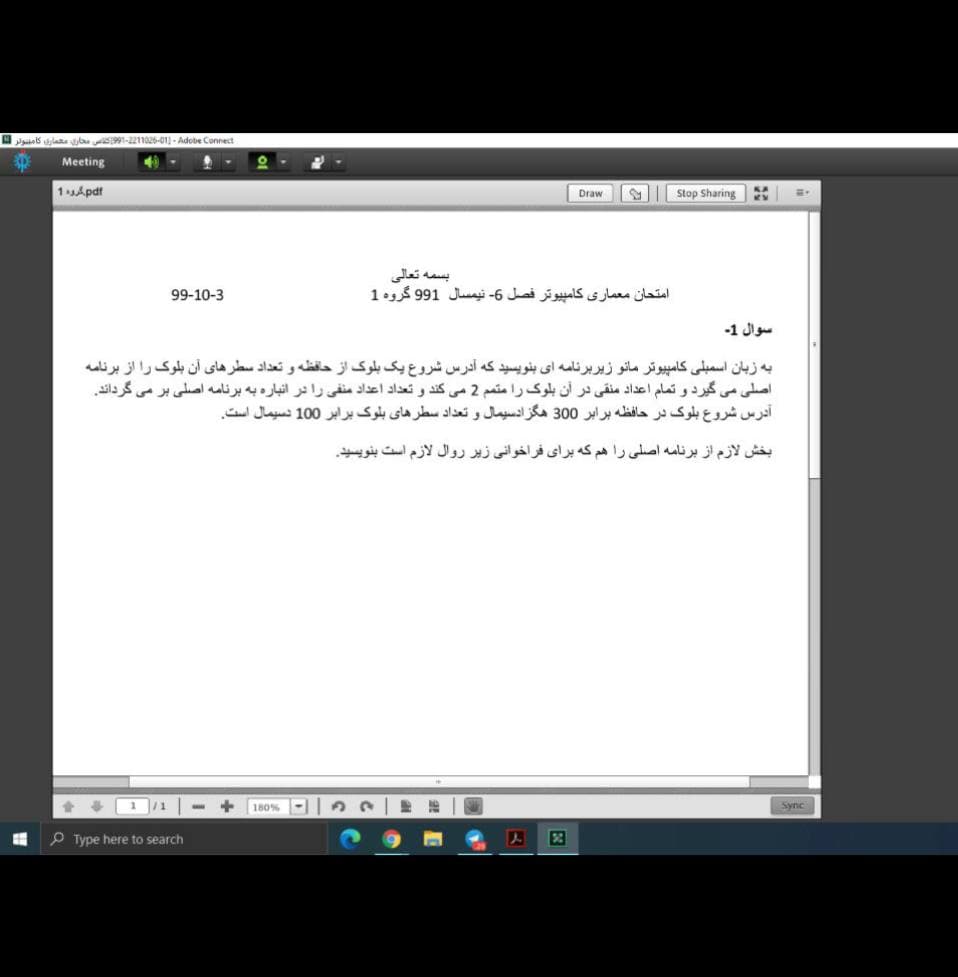 کلاس مجازی معماری کامپیوتر[991-2211026-01] - Adobe Connect
Meeting
گروه 1.pdf
Draw
Stop Sharing
بسمه تعالی
امتحان معماری کامپیوتر فصل 6- نیمسال 991 گروه 1
99-10-3
سوال 1-
به زبان اسمبلی کامپیوتر مانو زیربرنامه ای بنویسید که آدرس شروع یک بلوک از حافظه و تعداد سطرهای آن بلوک را از برنامه
اصلی می گیرد و تمام اعداد منفی در آن بلوک را متمم 2 می کند و تعداد اعداد منفی را در انباره به برنامه اصلی بر می گرداند.
آدرس شروع بلوک در حافظه برابر 300 هگزادسیمال و تعداد سطرهای بلوک برابر 100 دسیمال است.
بخش لازم از برنامه اصلی را هم که برای فراخوانی زیر روال لازم است بنویسید.
1 / 1
180%
Sync
Type here to search